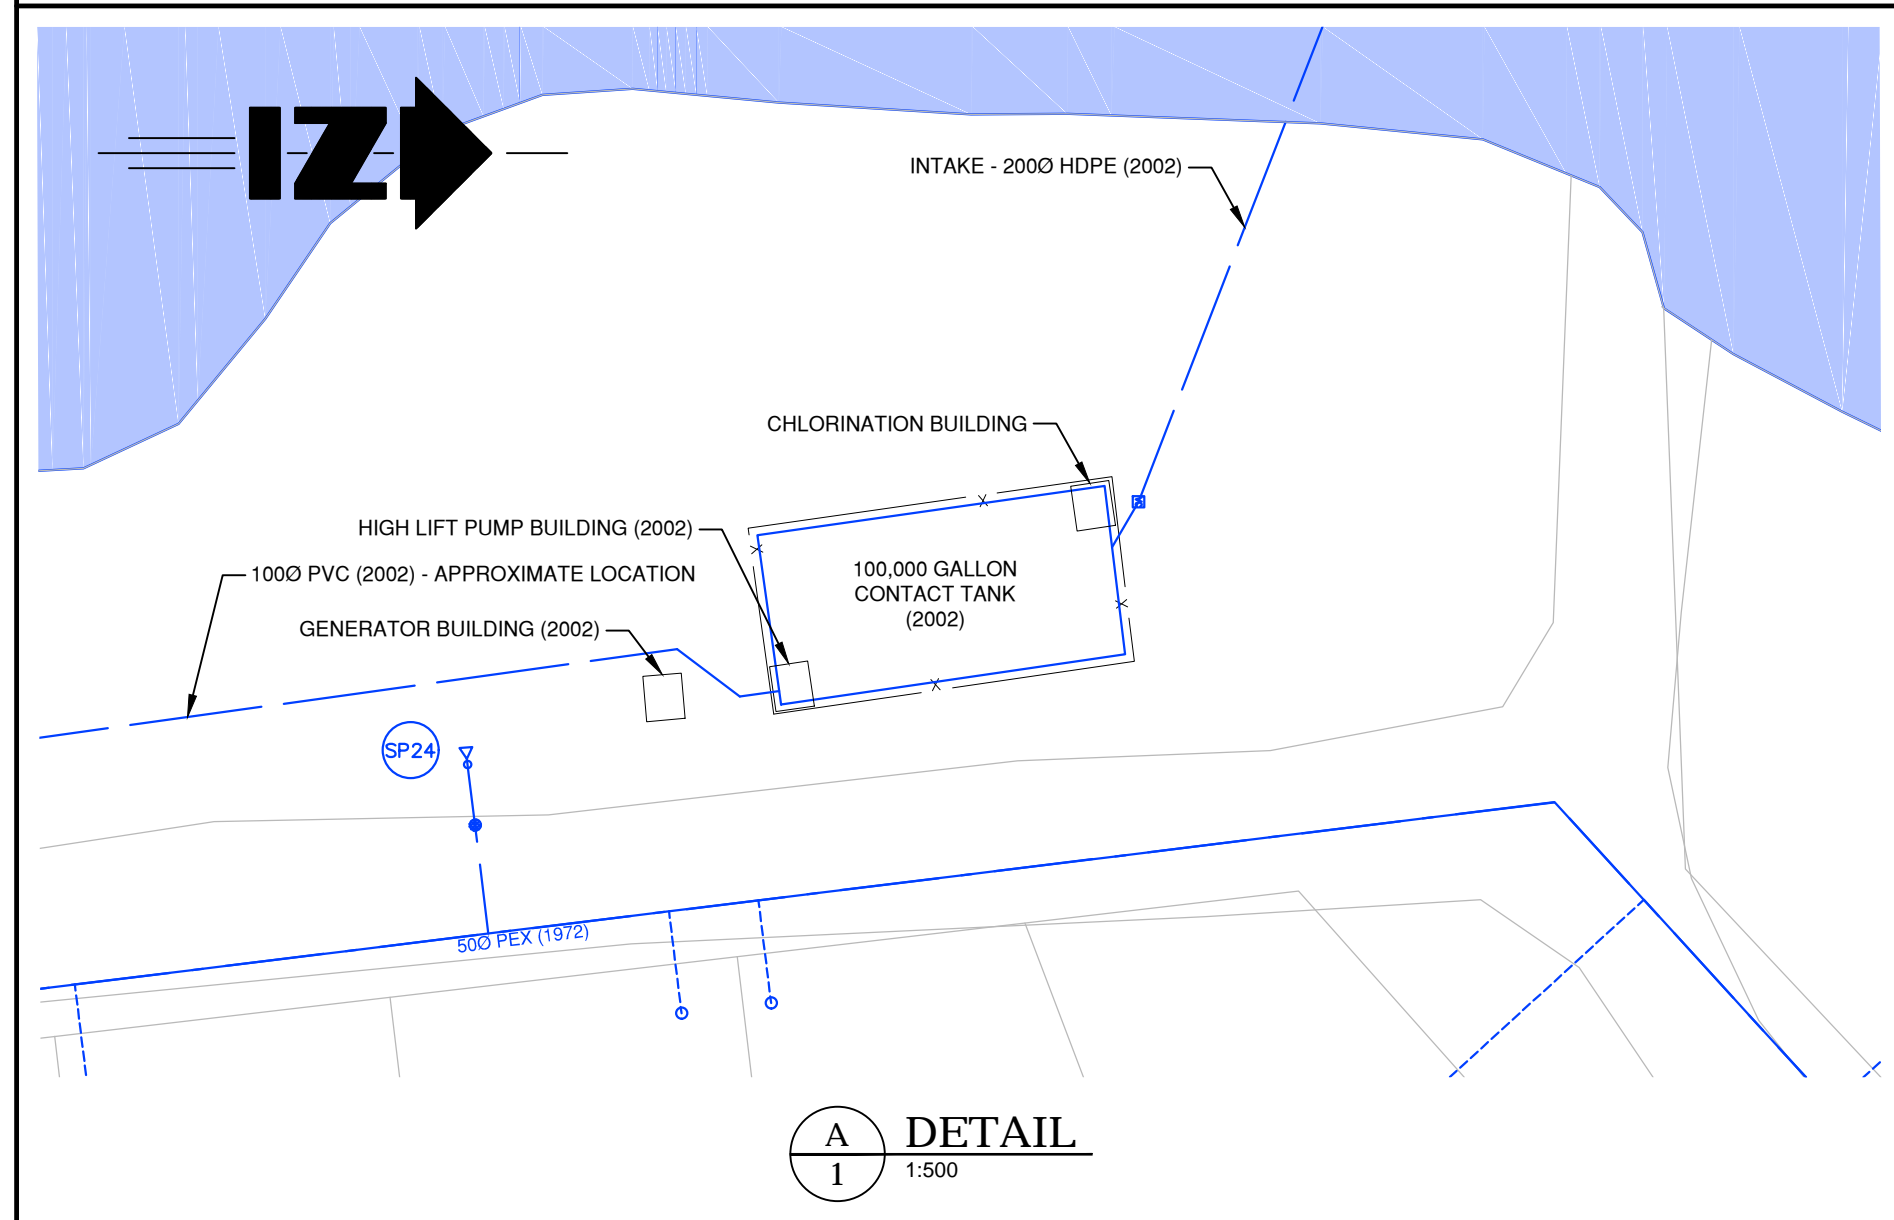 N
INTAKE - 200Ø HDPE (2002)
CHLORINATION BUILDING
HIGH LIFT PUMP BUILDING (2002)
100Ø PVC (2002) - APPROXIMATE LOCATION
GENERATOR BUILDING (2002)
100,000 GALLON
CONTACT TANK
(2002)
X
X
X
X
SP24
50Ø PEX (1972)
A
1
DETAIL
1:500